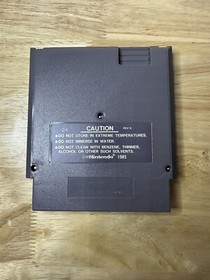 CAUTION
•DO NOT STORE IN EXTREME TEMPERATURES.
•DO NOT IMMERSE IN WATER.
•DO NOT CLEAN WITH BENZENE, THINNER,
ALCOHOL OR OTHER SUCH SOLVENTS.
Nintendo 1985